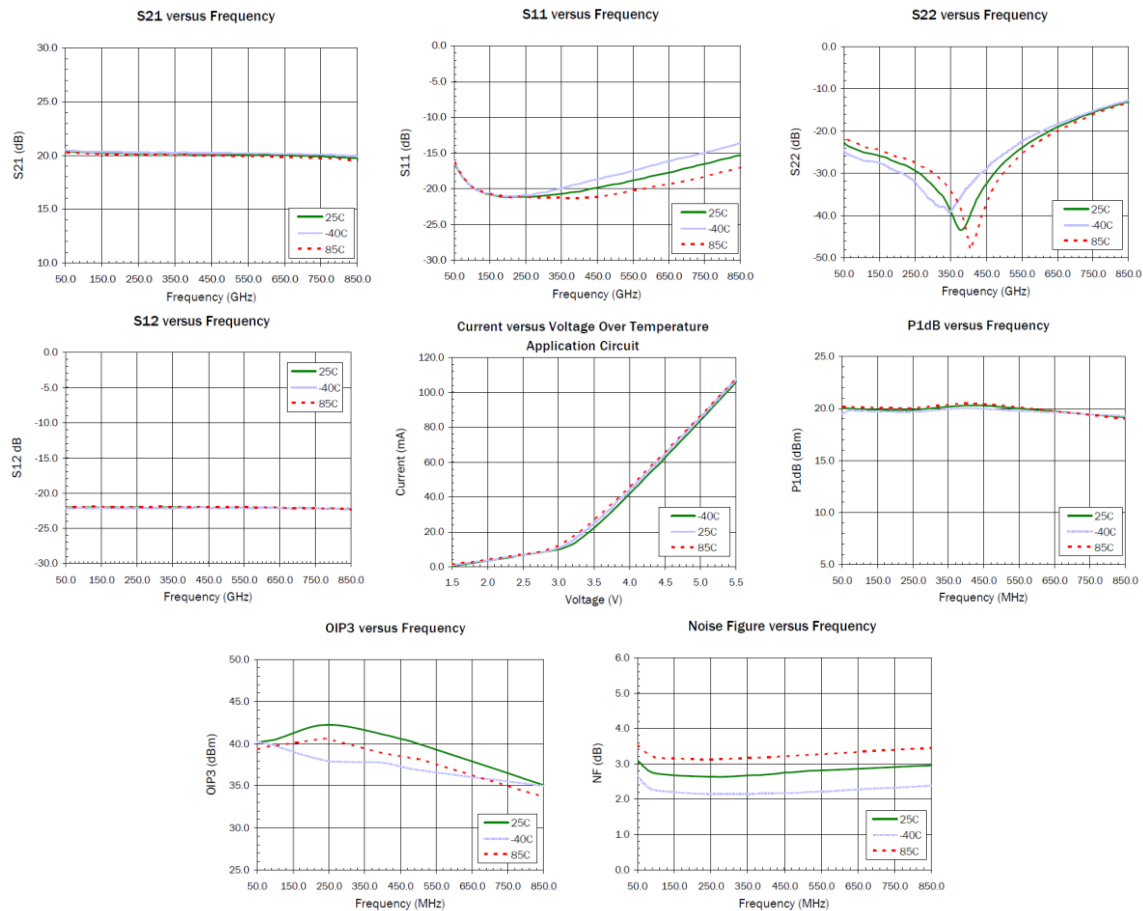 S21 versus Frequency
30.0
25.0
20.0
15.0
10.0
S21 (dB)
25C
-40C
85C
50.0 150.0 250.0 350.0 450.0 550.0 650.0 750.0 850.0
Frequency (GHz)
S11 versus Frequency
0.0
-5.0
-10.0
-15.0
-20.0
-25.0
-30.0
S11 (dB)
25C
-40C
85C
50.0 150.0 250.0 350.0 450.0 550.0 650.0 750.0 850.0
Frequency (GHz)
S22 versus Frequency
0.0
-10.0
-20.0
-30.0
-40.0
-50.0
S22 (dB)
25C
-40C
85C
50.0 150.0 250.0 350.0 450.0 550.0 650.0 750.0 850.0
Frequency (GHz)
S12 versus Frequency
0.0
-5.0
-10.0
-15.0
-20.0
-25.0
-30.0
S12 dB
25C
-40C
85C
50.0 150.0 250.0 350.0 450.0 550.0 650.0 750.0 850.0
Frequency (GHz)
Current versus Voltage Over Temperature
Application Circuit
120.0
100.0
80.0
60.0
40.0
20.0
0.0
Current (mA)
-40C
25C
85C
1.5 2.0 2.5 3.0 3.5 4.0 4.5 5.0 5.5
Voltage (V)
P1dB versus Frequency
25.0
20.0
15.0
10.0
5.0
P1dB (dBm)
25C
-40C
85C
50.0 150.0 250.0 350.0 450.0 550.0 650.0 750.0 850.0
Frequency (MHz)
OIP3 versus Frequency
50.0
45.0
40.0
35.0
30.0
25.0
OIP3 (dBm)
25C
-40C
85C
50.0 150.0 250.0 350.0 450.0 550.0 650.0 750.0 850.0
Frequency (MHz)
Noise Figure versus Frequency
6.0
5.0
4.0
3.0
2.0
1.0
0.0
NF (dB)
25C
-40C
85C
50.0 150.0 250.0 350.0 450.0 550.0 650.0 750.0 850.0
Frequency (MHz)